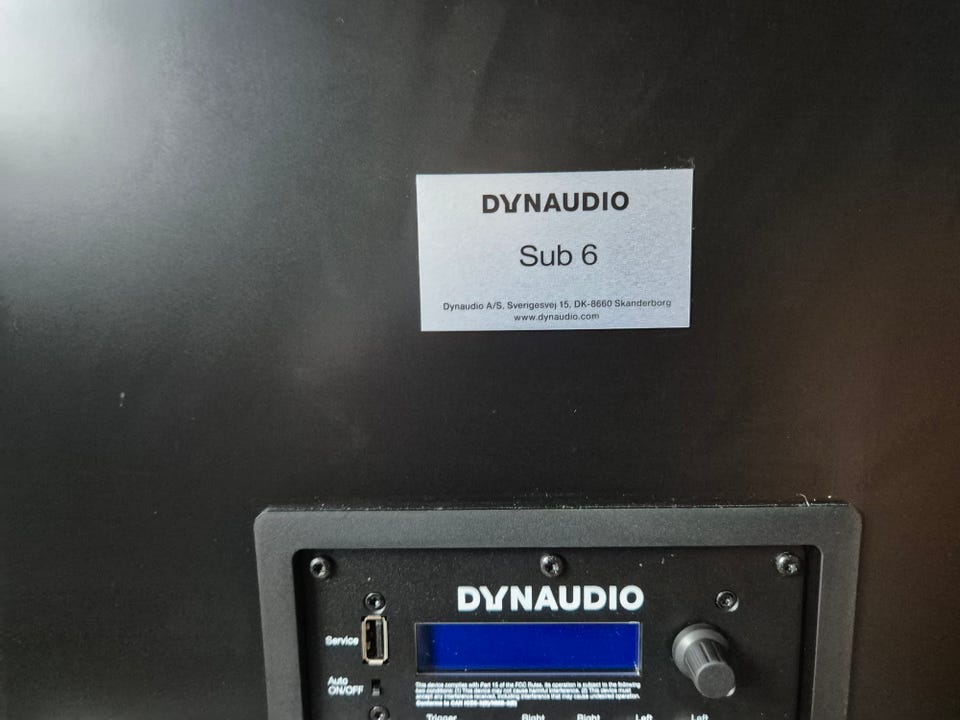 DYNAUDIO
Sub 6
Dynaudio A/S, Sverigesvej 15, DK-8660 Skanderborg
www.dynaudio.com
DYNAUDIO
Service
Auto
ON/OFF
This device complies with Part 15 of the FCC Rules. Its operation is subject to the following
two conditions: (1) This device may not cause harmful interference. (2) This device must
accept any interference received, including interference that may cause undesired operation.
Conforms to CAN
Trigger Right Right Left Left